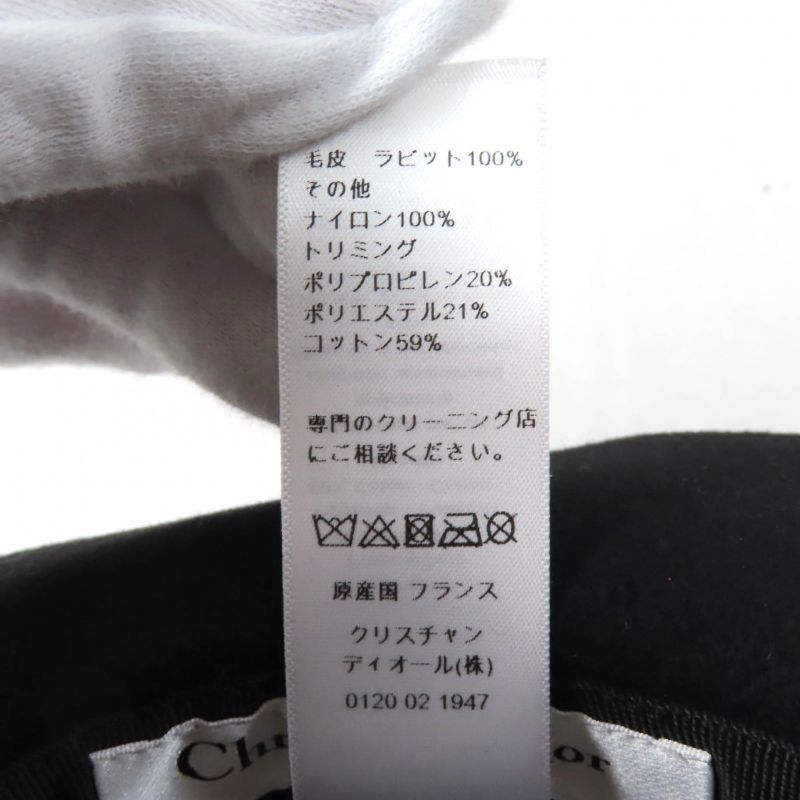 毛皮　ラビット100%
その他
ナイロン100%
トリミング
ポリプロピレン20%
ポリエステル21%
コットン59%
専門のクリーニング店
にご相談ください。
原産国 フランス
クリスチャン
ディオール(株)
0120 02 1947
Chr or